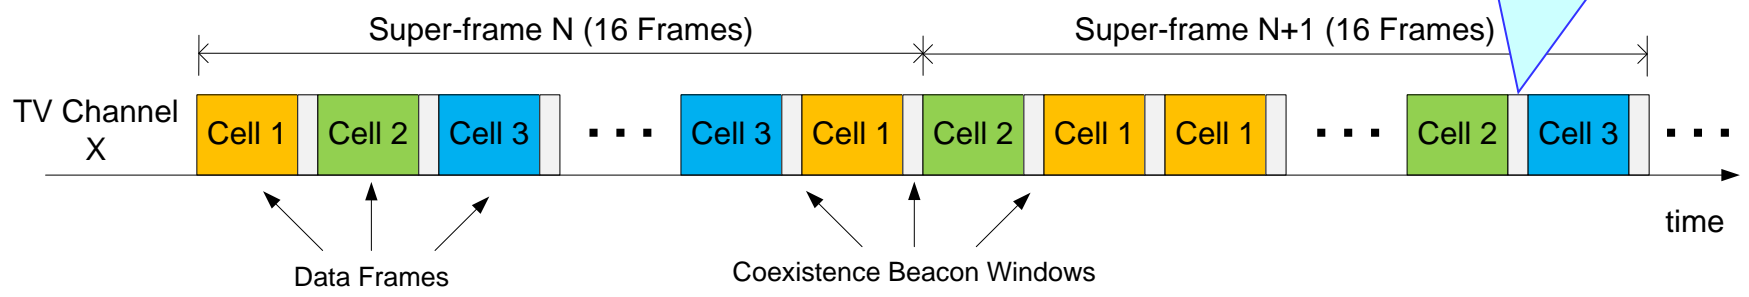 Super-frame N (16 Frames)
Super-frame N+1 (16 Frames)
TV Channel
X
Cell 1
Cell 2
Cell 3
Cell 3
Cell 1
Cell 2
Cell 1
Cell 1
Cell 2
Cell 3
time
Data Frames
Coexistence Beacon Windows